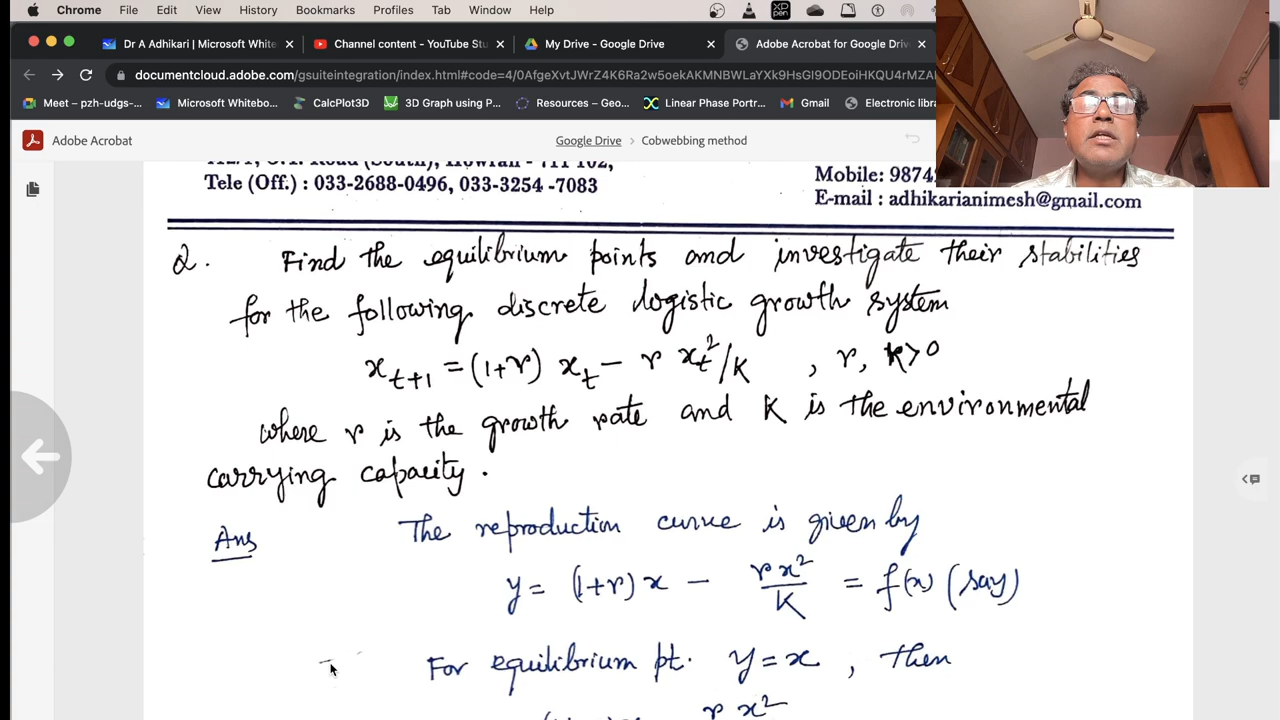 Chrome File Edit View History Bookmarks Profiles Tab Window Help
Dr A Adhikari | Microsoft White
Channel content - YouTube Stu
My Drive - Google Drive
Adobe Acrobat for Google Driv
documentcloud.adobe.com/gsuiteintegration/index.html#code=4/0AfgeXvtJWrZ4K6Ra2w5oekAKMNBWLaYXk9HsGl9ODEoiHKQU4rMZA
Meet – pzh-udgs-...
Microsoft Whitebo...
CalcPlot3D
3D Graph using P...
Resources – Geo...
Linear Phase Portr...
Gmail
Electronic libra
Adobe Acrobat
Google Drive Cobwebbing method
Tele (Off.) : 033-2688-0496, 033-3254 -7083
Mobile: 987
E-mail : adhikarianimesh@gmail.com
2. Find the equilibrium points and investigate their stabilities
for the following discrete logistic growth system
x_{t+1} = (1+r) x_t - r x_t^2/K , r, K>0
where r is the growth rate and K is the environmental
carrying capacity.
Ans The reproduction curve is given by
y = (1+r)x - rx^2/K = f(x) (say)
For equilibrium pt. y = x , then
r x^2